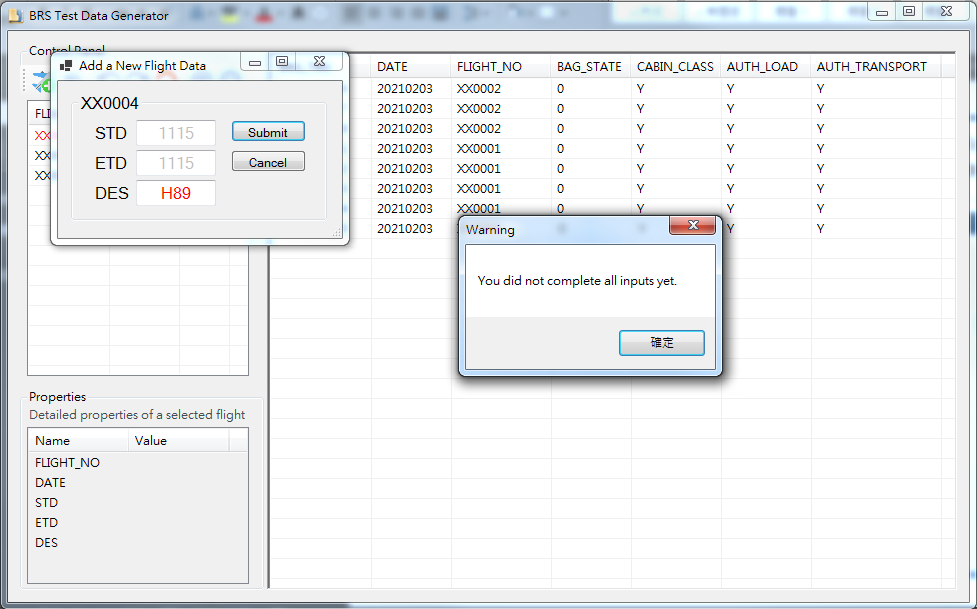 BRS Test Data Generator
Control Panel
Add a New Flight Data
XX0004
STD 1115 Submit
ETD 1115 Cancel
DES H89
FLI
XX
XX
XX
DATE FLIGHT_NO BAG_STATE CABIN_CLASS AUTH_LOAD AUTH_TRANSPORT
20210203 XX0002 0 Y Y Y
20210203 XX0002 0 Y Y Y
20210203 XX0002 0 Y Y Y
20210203 XX0001 0 Y Y Y
20210203 XX0001 0 Y Y Y
20210203 XX0001 0 Y Y Y
20210203 XX0001 0 Y Y Y
20210203 Y Y
Warning
You did not complete all inputs yet.
確定
Properties
Detailed properties of a selected flight
Name Value
FLIGHT_NO
DATE
STD
ETD
DES